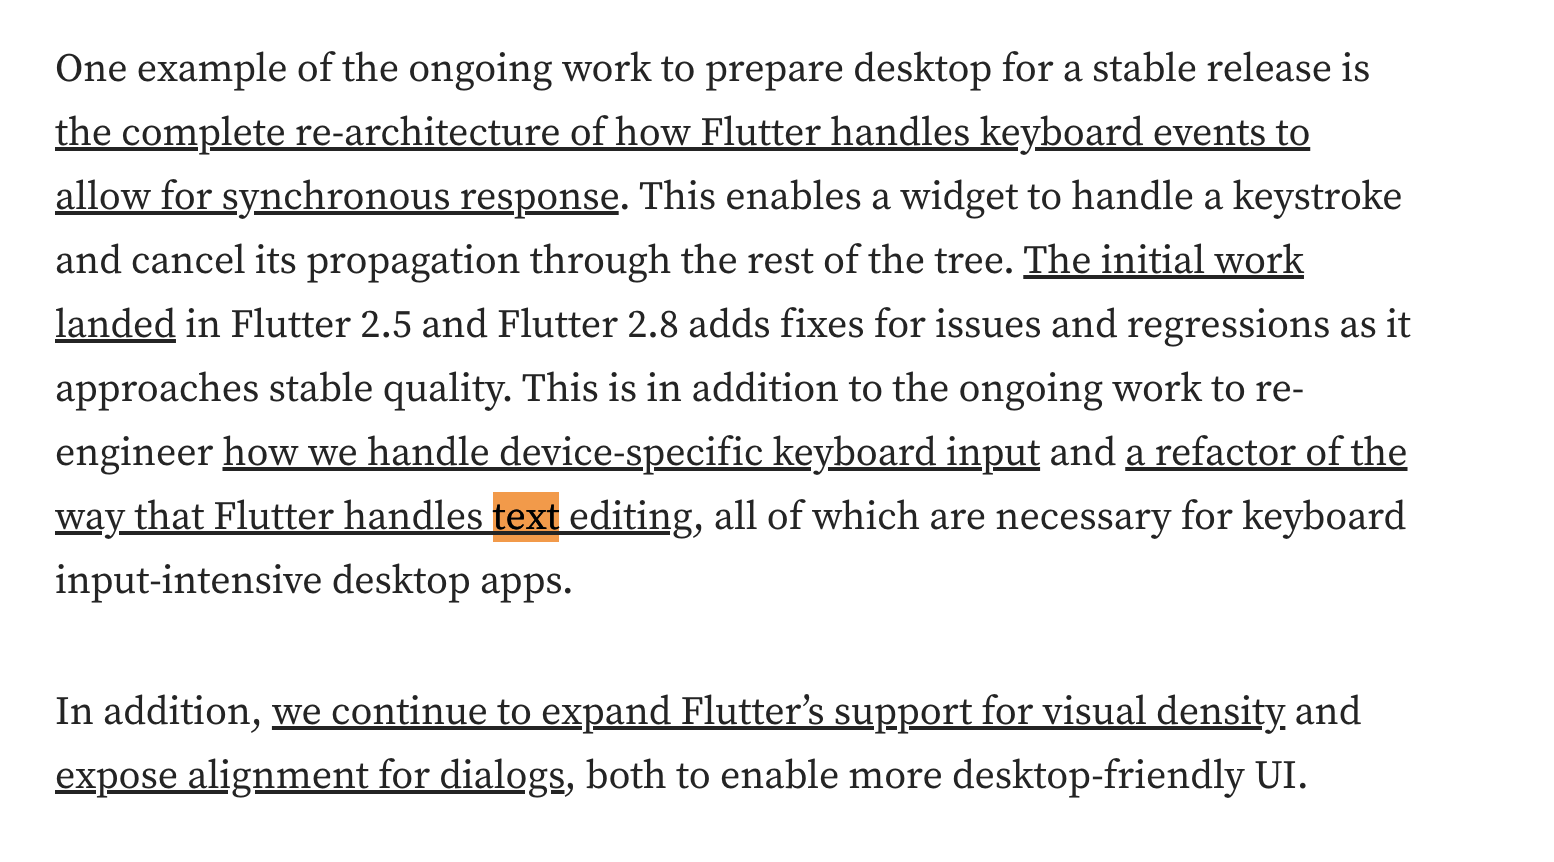 One example of the ongoing work to prepare desktop for a stable release is
the complete re-architecture of how Flutter handles keyboard events to
allow for synchronous response. This enables a widget to handle a keystroke
and cancel its propagation through the rest of the tree. The initial work
landed in Flutter 2.5 and Flutter 2.8 adds fixes for issues and regressions as it
approaches stable quality. This is in addition to the ongoing work to re-
engineer how we handle device-specific keyboard input and a refactor of the
way that Flutter handles text editing, all of which are necessary for keyboard
input-intensive desktop apps.
In addition, we continue to expand Flutter’s support for visual density and
expose alignment for dialogs, both to enable more desktop-friendly UI.